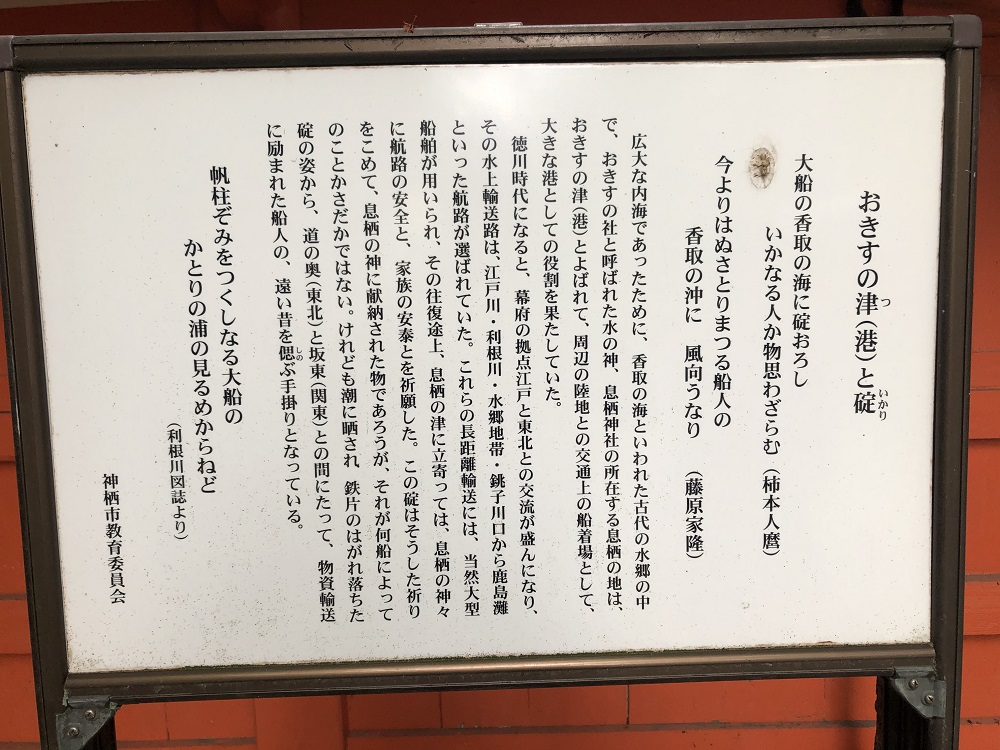 おきすの津(港)と碇
つ
いかり
大船の香取の海に碇おろし
いかなる人か物思わざらむ(柿本人麿)
今よりはぬさとりまつる船人の
香取の沖に 風向うなり (藤原家隆)
広大な内海であったために、香取の海といわれた古代の水郷の中
で、おきすの社と呼ばれた水の神、息栖神社の所在する息栖の地は、
おきすの津(港)とよばれて、周辺の陸地との交通上の船着場として、
大きな港としての役割を果たしていた。
徳川時代になると、幕府の拠点江戸と東北との交流が盛んになり、
その水上輸送路は、江戸川・利根川・水郷地帯・銚子川口から鹿島灘
といった航路が選ばれていた。これらの長距離輸送には、当然大型
船舶が用いられ、その往復途上、息栖の津に立寄っては、息栖の神々
に航路の安全と、家族の安泰とを祈願した。この碇はそうした祈り
をこめて、息栖の神に献納された物であろうが、それが何船によって
のことかさだかではない。けれども潮に晒され、鉄片のはがれ落ちた
碇の姿から、道の奥(東北)と坂東(関東)との間にたって、物資輸送
に励まれた船人の、遠い昔を偲ぶ手掛りとなっている。
しの
帆柱ぞみをつくしなる大船の
かとりの浦の見るめからねど
(利根川図誌より)
神栖市教育委員会